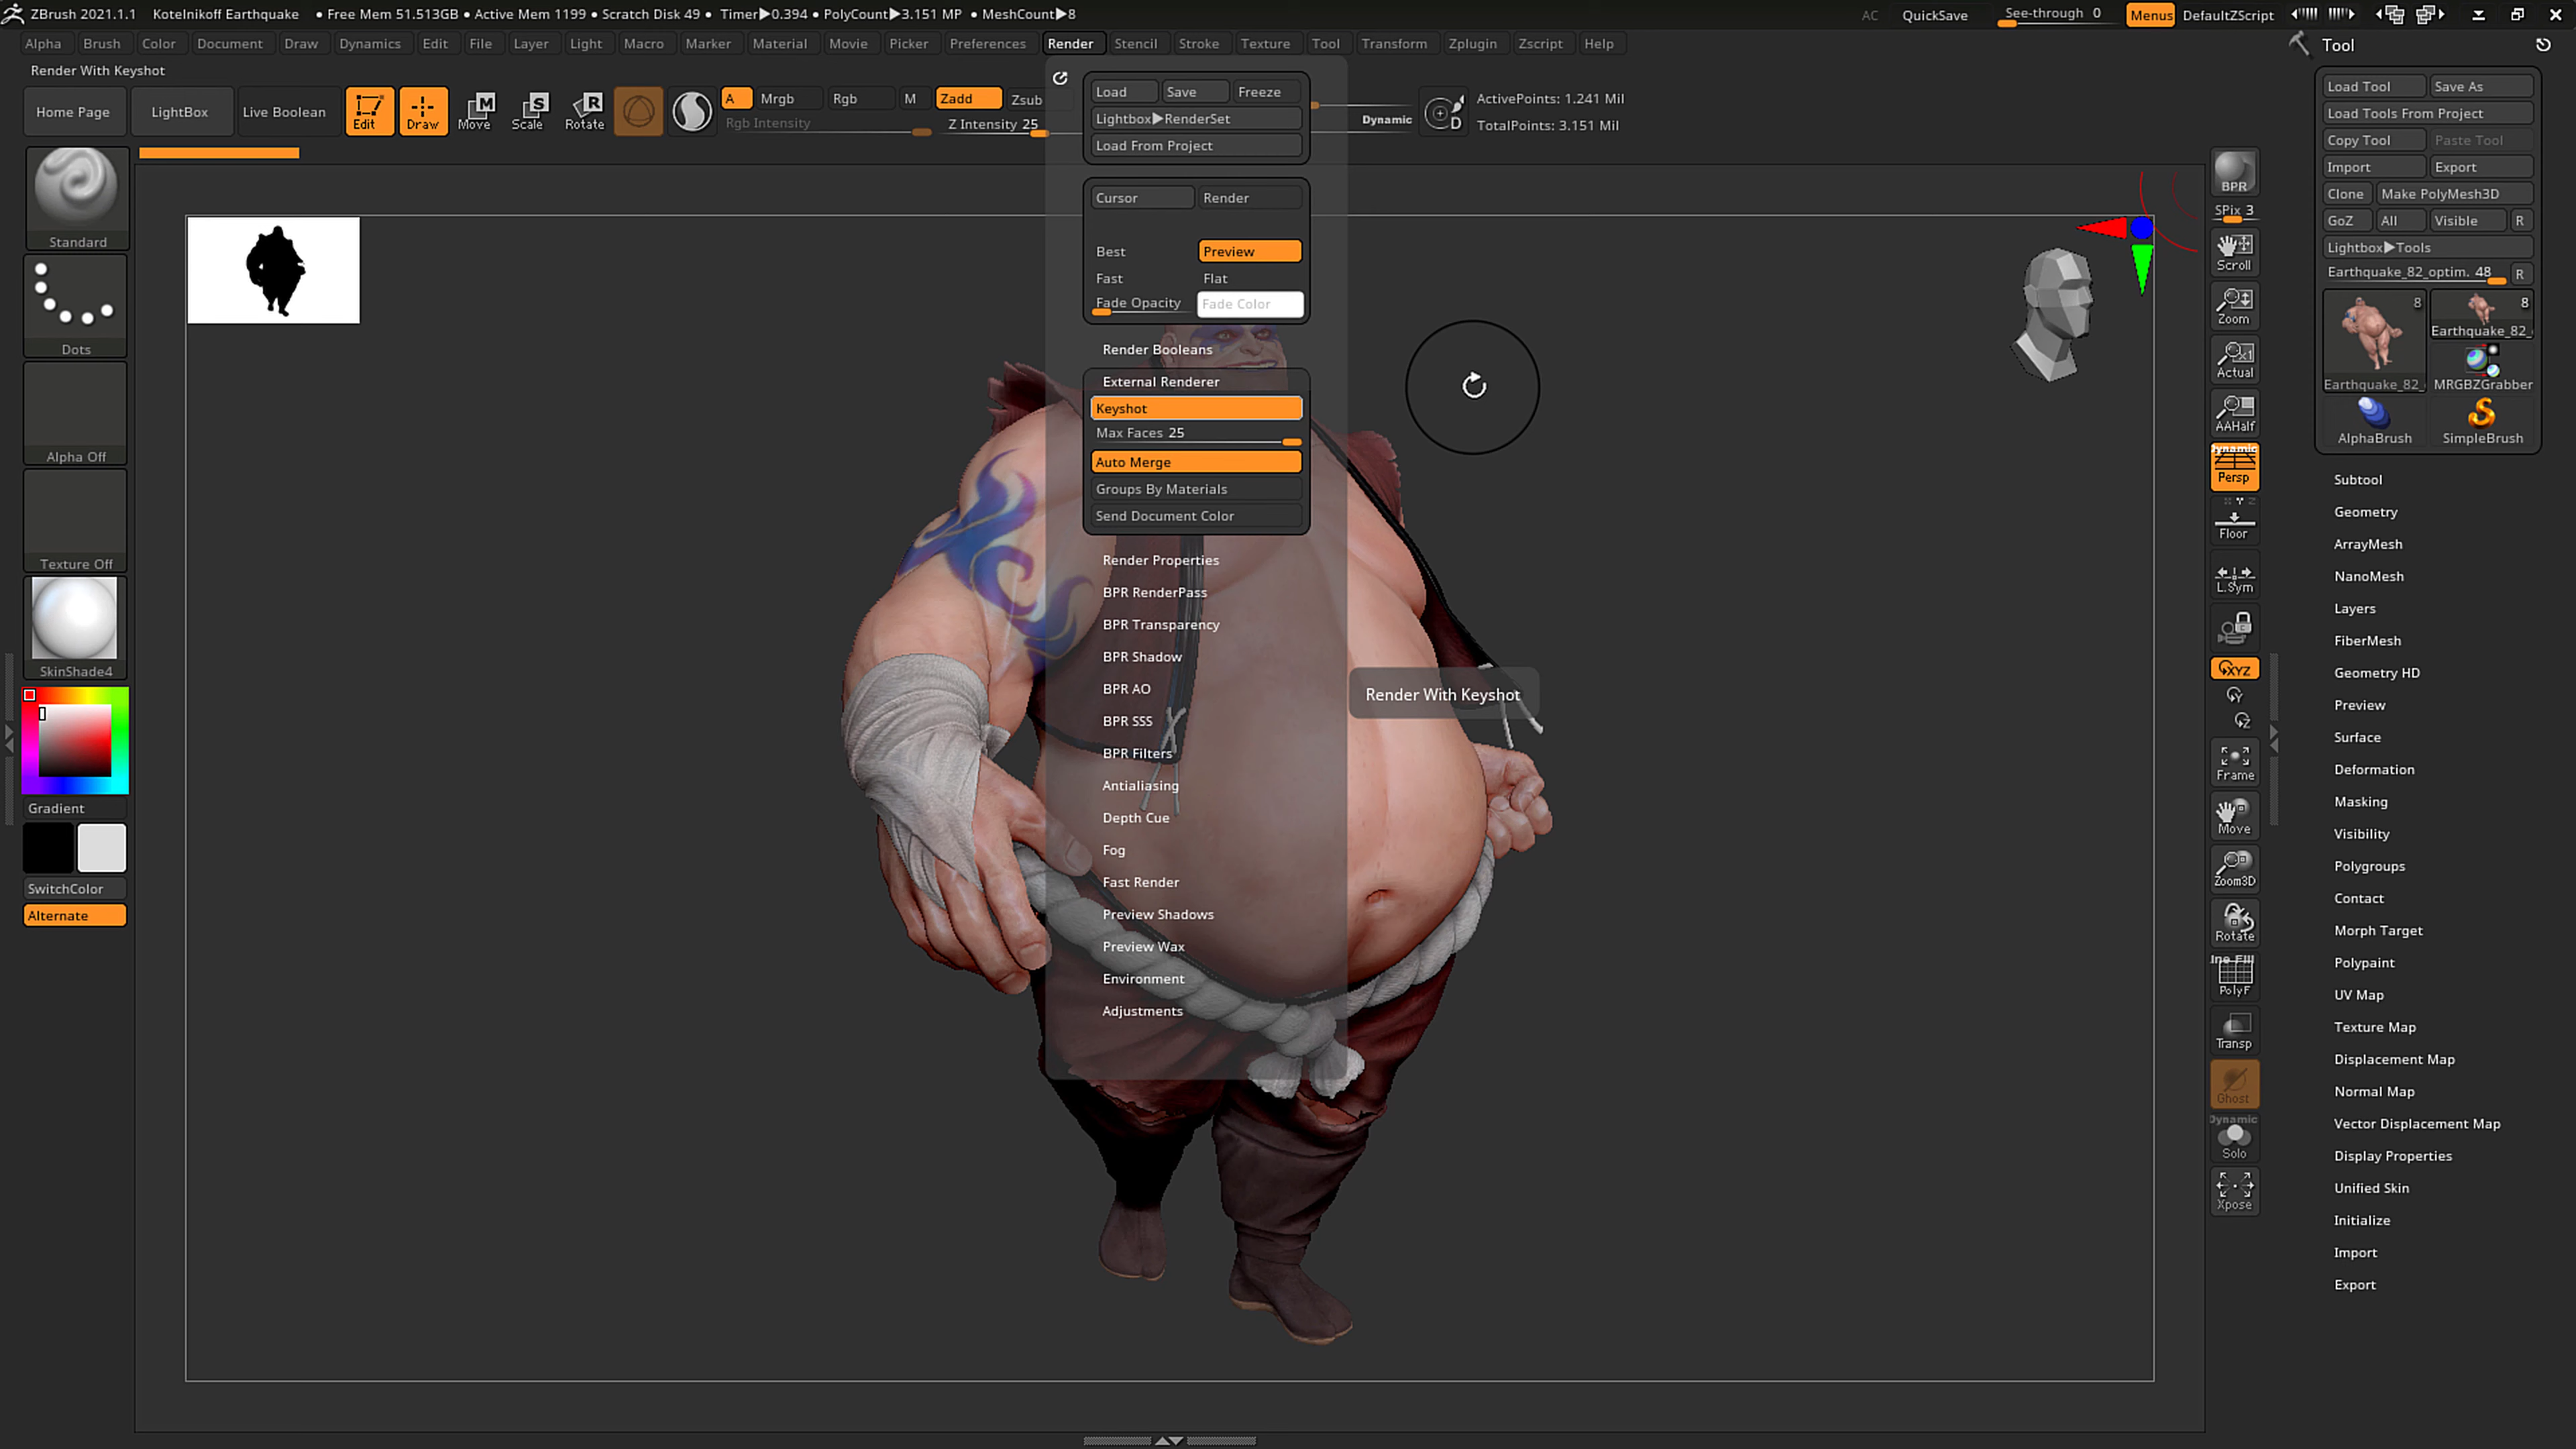 ZBrush 2021.1.1 Kotelnikoff Earthquake • Free Mem 51.513GB • Active Mem 1199 • Scratch Disk 49 • Timer▶0.394 • PolyCount▶3.151 MP • MeshCount▶8 AC QuickSave See-through 0 Menus DefaultZScript
Alpha Brush Color Document Draw Dynamics Edit File Layer Light Macro Marker Material Movie Picker Preferences Render Stencil Stroke Texture Tool Transform Zplugin Zscript Help
Render With Keyshot
Home Page LightBox Live Boolean Edit Draw Move Scale Rotate
M S R
A Mrgb Rgb M Zadd Zsub
Rgb Intensity Z Intensity 25
Dynamic
D
ActivePoints: 1.241 Mil
TotalPoints: 3.151 Mil
Standard
Dots
Alpha Off
Texture Off
SkinShade4
Gradient
SwitchColor
Alternate
Load Save Freeze
Lightbox▶RenderSet
Load From Project
Cursor Render
Best Preview
Fast Flat
Fade Opacity Fade Color
Render Booleans
External Renderer
Keyshot
Max Faces 25
Auto Merge
Groups By Materials
Send Document Color
Render Properties
BPR RenderPass
BPR Transparency
BPR Shadow
BPR AO
BPR SSS
BPR Filters
Antialiasing
Depth Cue
Fog
Fast Render
Preview Shadows
Preview Wax
Environment
Adjustments
Render With Keyshot
BPR
SPix 3
Scroll
Zoom
Actual
AAHalf
Dynamic
Persp
Floor
L.Sym
XYZ
Y
Z
Frame
Move
Zoom3D
Rotate
Line Fill
PolyF
Transp
Ghost
Dynamic
Solo
Xpose
Tool
Load Tool Save As
Load Tools From Project
Copy Tool Paste Tool
Import Export
Clone Make PolyMesh3D
GoZ All Visible R
Lightbox▶Tools
Earthquake_82_optim. 48 R
8 8
Earthquake_82_
Earthquake_82_ MRGBZGrabber
AlphaBrush SimpleBrush
Subtool
Geometry
ArrayMesh
NanoMesh
Layers
FiberMesh
Geometry HD
Preview
Surface
Deformation
Masking
Visibility
Polygroups
Contact
Morph Target
Polypaint
UV Map
Texture Map
Displacement Map
Normal Map
Vector Displacement Map
Display Properties
Unified Skin
Initialize
Import
Export